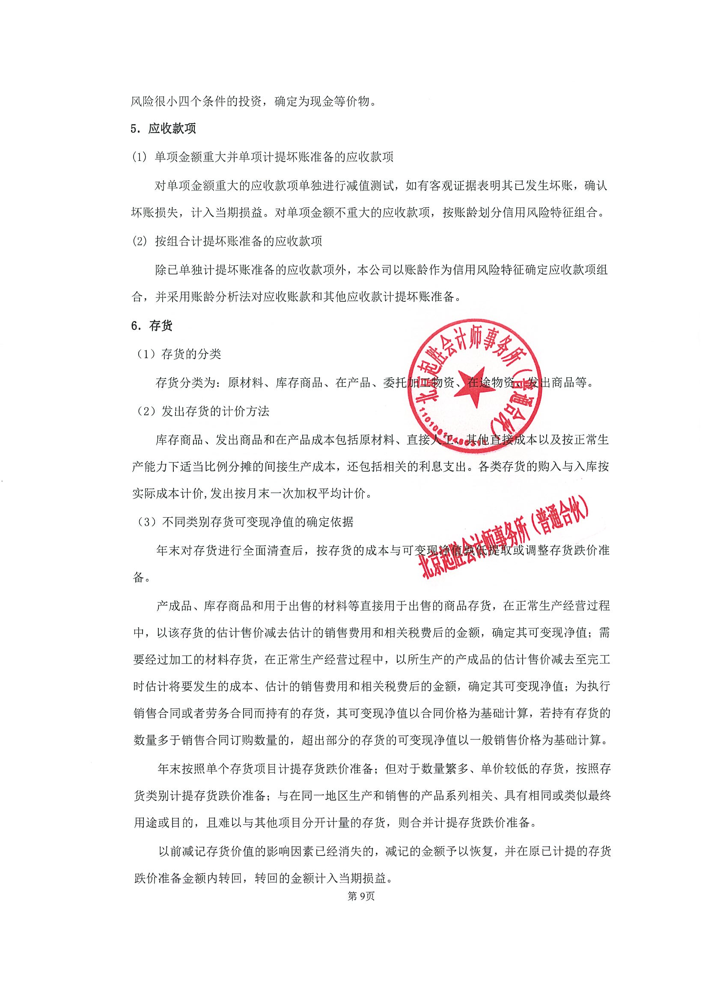 风险很小四个条件的投资，确定为现金等价物。
5．应收款项
(1) 单项金额重大并单项计提坏账准备的应收款项
对单项金额重大的应收款项单独进行减值测试，如有客观证据表明其已发生坏账，确认
坏账损失，计入当期损益。对单项金额不重大的应收款项，按账龄划分信用风险特征组合。
(2) 按组合计提坏账准备的应收款项
除已单独计提坏账准备的应收款项外，本公司以账龄作为信用风险特征确定应收款项组
合，并采用账龄分析法对应收账款和其他应收款计提坏账准备。
6．存货
（1）存货的分类
存货分类为：原材料、库存商品、在产品、委托加工物资、在途物资、发出商品等。
（2）发出存货的计价方法
库存商品、发出商品和在产品成本包括原材料、直接人工、其他直接成本以及按正常生
产能力下适当比例分摊的间接生产成本，还包括相关的利息支出。各类存货的购入与入库按
实际成本计价,发出按月末一次加权平均计价。
（3）不同类别存货可变现净值的确定依据
年末对存货进行全面清查后，按存货的成本与可变现净值孰低提取或调整存货跌价准
备。
产成品、库存商品和用于出售的材料等直接用于出售的商品存货，在正常生产经营过程
中，以该存货的估计售价减去估计的销售费用和相关税费后的金额，确定其可变现净值；需
要经过加工的材料存货，在正常生产经营过程中，以所生产的产成品的估计售价减去至完工
时估计将要发生的成本、估计的销售费用和相关税费后的金额，确定其可变现净值；为执行
销售合同或者劳务合同而持有的存货，其可变现净值以合同价格为基础计算，若持有存货的
数量多于销售合同订购数量的，超出部分的存货的可变现净值以一般销售价格为基础计算。
年末按照单个存货项目计提存货跌价准备；但对于数量繁多、单价较低的存货，按照存
货类别计提存货跌价准备；与在同一地区生产和销售的产品系列相关、具有相同或类似最终
用途或目的，且难以与其他项目分开计量的存货，则合并计提存货跌价准备。
以前减记存货价值的影响因素已经消失的，减记的金额予以恢复，并在原已计提的存货
跌价准备金额内转回，转回的金额计入当期损益。
第 9页
北京起胜会计师事务所（普通合伙）
北京起胜会计师事务所（普通合伙）